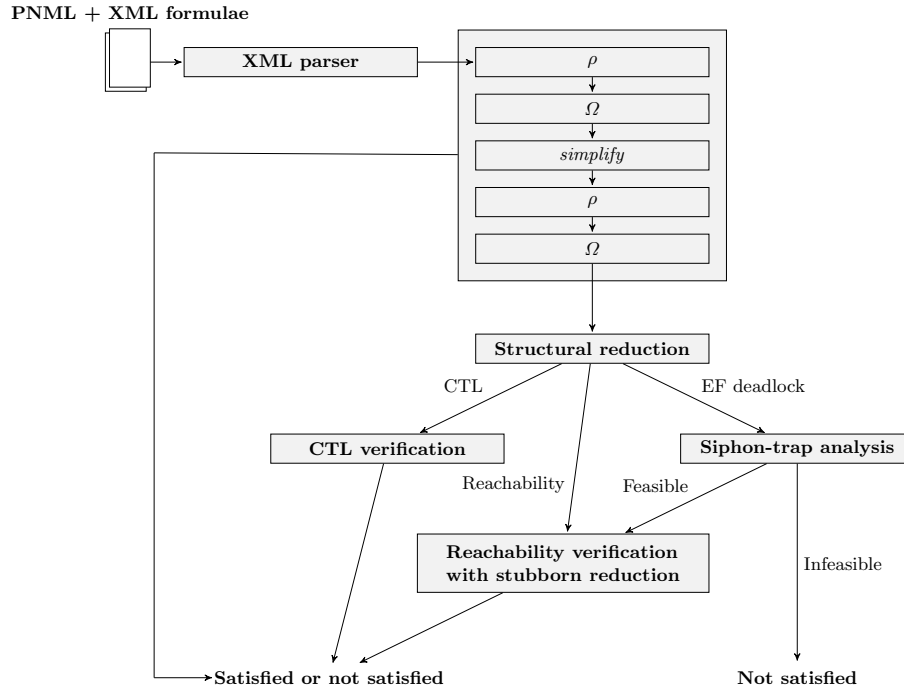 PNML + XML formulae
XML parser
ρ
Ω
simplify
ρ
Ω
Structural reduction
CTL
EF deadlock
CTL verification
Siphon-trap analysis
Reachability
Feasible
Reachability verification
with stubborn reduction
Infeasible
Satisfied or not satisfied
Not satisfied